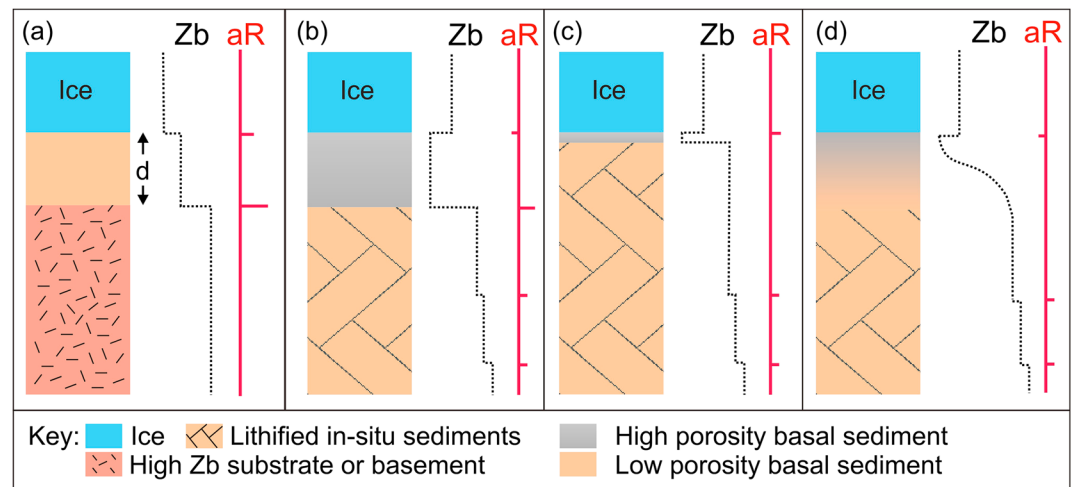 (a) Zb aR
Ice
d
(b) Zb aR
Ice
(c) Zb aR
Ice
(d) Zb aR
Ice
Key: Ice Lithified in-situ sediments High porosity basal sediment
High Zb substrate or basement Low porosity basal sediment